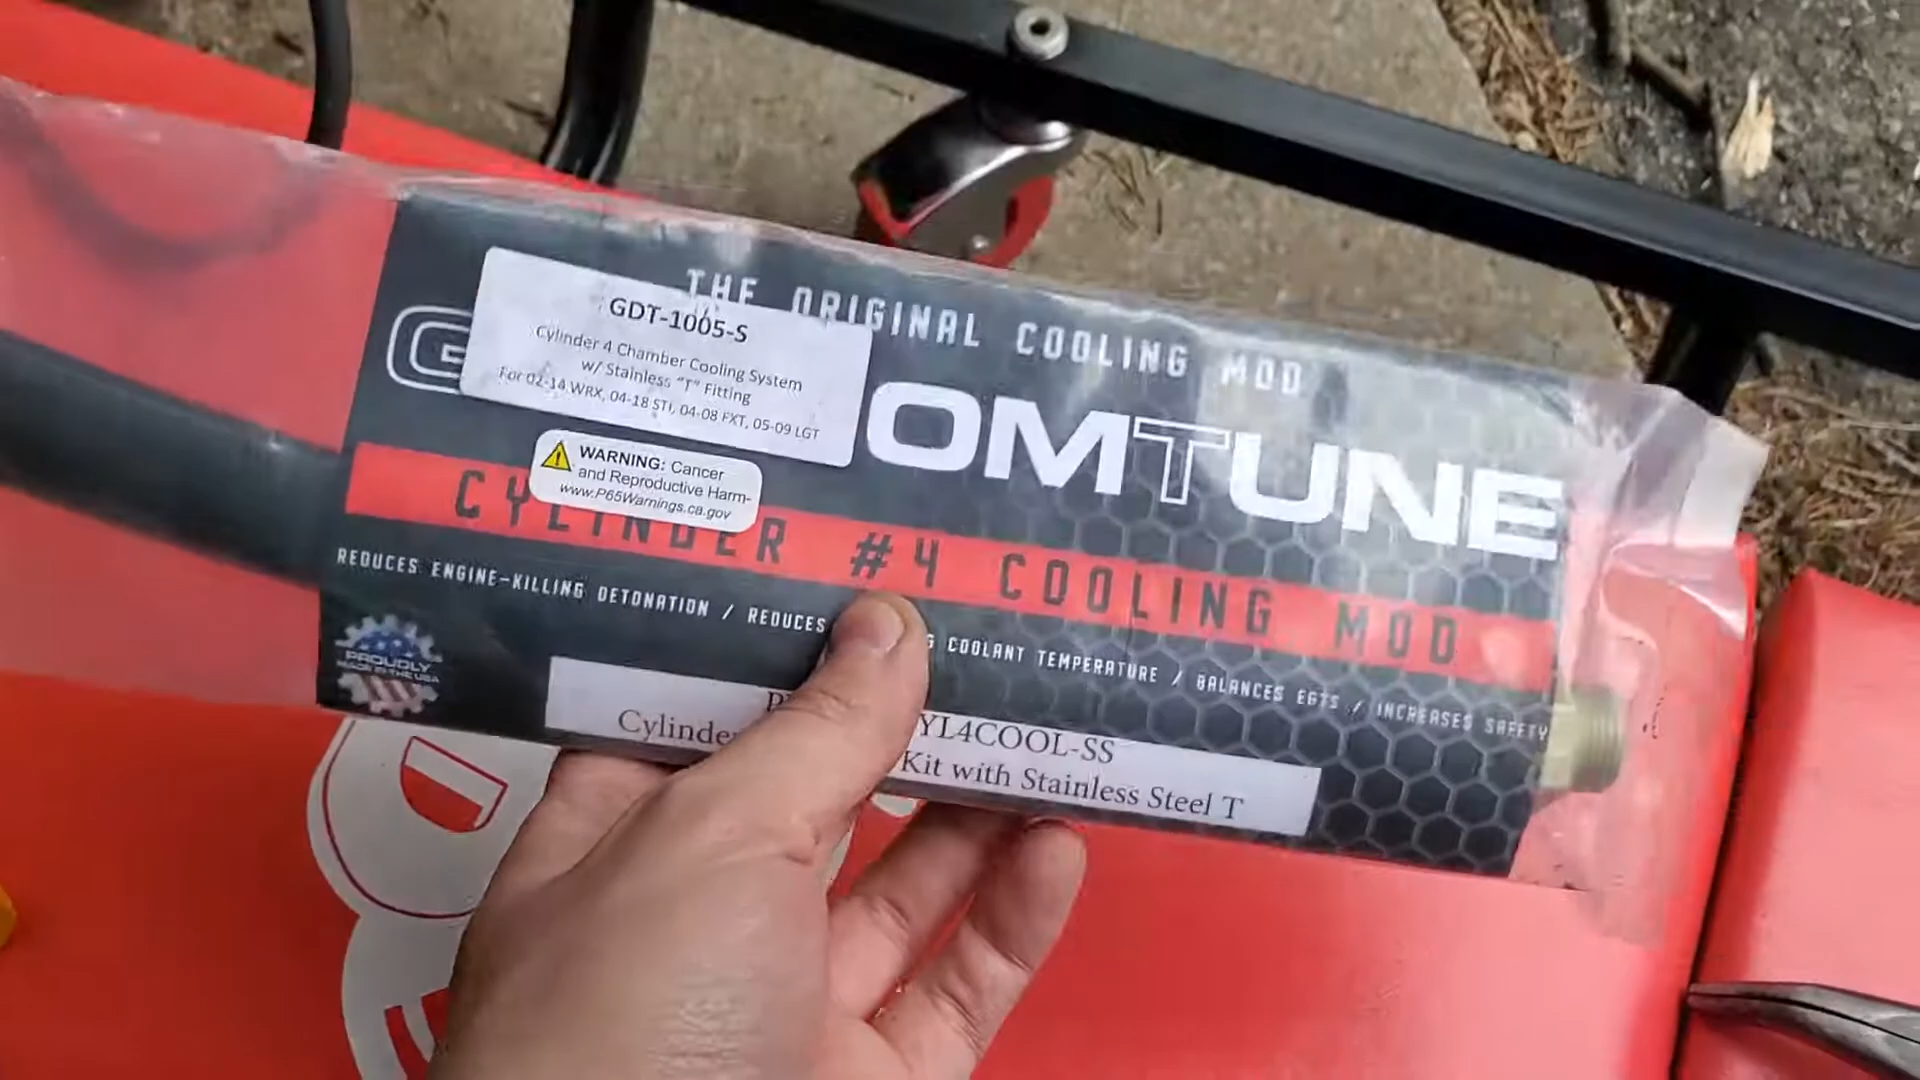 THE ORIGINAL COOLING MOD
GDT-1005-S
Cylinder 4 Chamber Cooling System
w/ Stainless "T" Fitting
For 02-14 WRX, 04-18 STi, 04-08 FXT, 05-09 LGT
G OMTUNE
WARNING: Cancer
and Reproductive Harm-
www.P65Warnings.ca.gov
CYLINDER #4 COOLING MOD
REDUCES ENGINE-KILLING DETONATION / REDUCES COOLANT TEMPERATURE / BALANCES EGTS / INCREASES SAFETY
PROUDLY
MADE IN THE USA
YL4COOL-SS
Cylinde Kit with Stainless Steel T